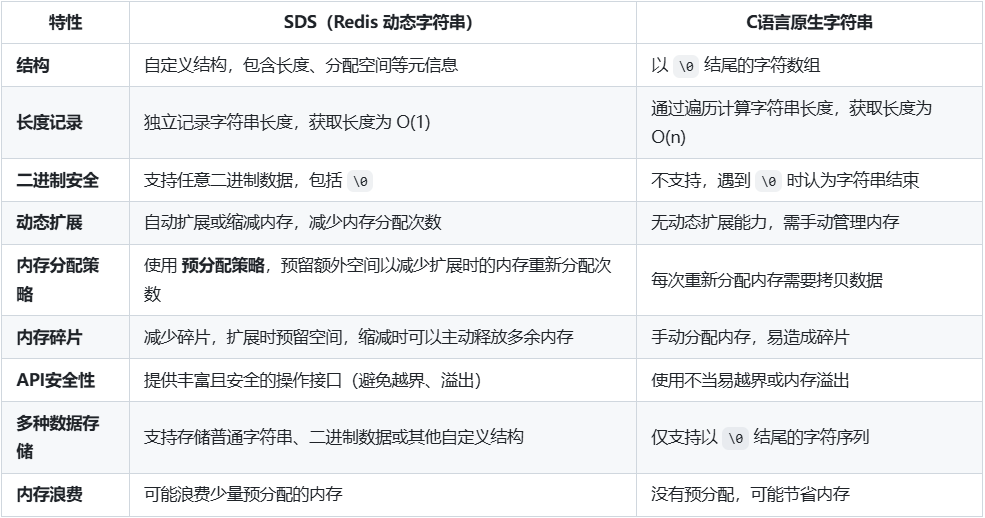 特性 SDS（Redis 动态字符串） C语言原生字符串
结构 自定义结构，包含长度、分配空间等元信息 以 \0 结尾的字符数组
长度记录 独立记录字符串长度，获取长度为 O(1) 通过遍历计算字符串长度，获取长度为
O(n)
二进制安全 支持任意二进制数据，包括 \0 不支持，遇到 \0 时认为字符串结束
动态扩展 自动扩展或缩减内存，减少内存分配次数 无动态扩展能力，需手动管理内存
内存分配策
略
使用 预分配策略，预留额外空间以减少扩展时的内存重新分配次
数
每次重新分配内存需要拷贝数据
内存碎片 减少碎片，扩展时预留空间，缩减时可以主动释放多余内存 手动分配内存，易造成碎片
API安全性 提供丰富且安全的操作接口（避免越界、溢出） 使用不当易越界或内存溢出
多种数据存
储
支持存储普通字符串、二进制数据或其他自定义结构 仅支持以 \0 结尾的字符序列
内存浪费 可能浪费少量预分配的内存 没有预分配，可能节省内存